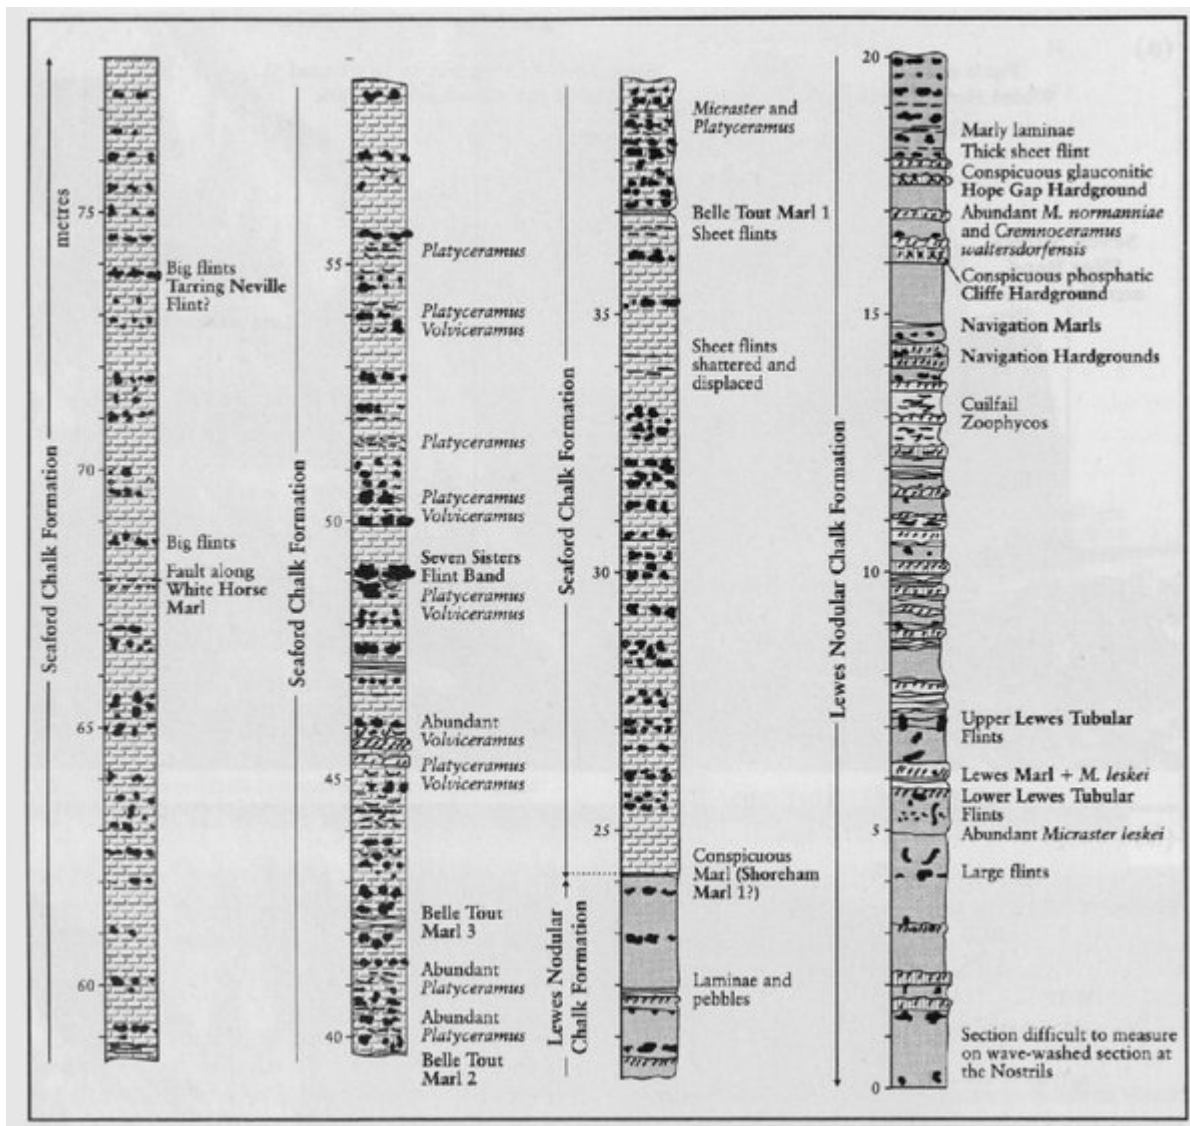 metres
75
70
65
60
Seaford Chalk Formation
Big flints
Tarring Neville
Flint?
Big flints
Fault along
White Horse
Marl
55
50
45
40
Seaford Chalk Formation
Platyceramus
Platyceramus
Volviceramus
Platyceramus
Platyceramus
Volviceramus
Seven Sisters
Flint Band
Platyceramus
Volviceramus
Abundant
Volviceramus
Platyceramus
Volviceramus
Belle Tout
Marl 3
Abundant
Platyceramus
Abundant
Platyceramus
Belle Tout
Marl 2
35
30
25
Seaford Chalk Formation
Lewes Nodular
Chalk Formation
Micraster and
Platyceramus
Belle Tout Marl 1
Sheet flints
Sheet flints
shattered and
displaced
Conspicuous
Marl (Shoreham
Marl 1?)
Laminae and
pebbles
20
15
10
5
0
Lewes Nodular Chalk Formation
Marly laminae
Thick sheet flint
Conspicuous glauconitic
Hope Gap Hardground
Abundant M. normanniae
and Cremnoceramus
waltersdorfensis
Conspicuous phosphatic
Cliffe Hardground
Navigation Marls
Navigation Hardgrounds
Cuilfail
Zoophycos
Upper Lewes Tubular
Flints
Lewes Marl + M. leskei
Lower Lewes Tubular
Flints
Abundant Micraster leskei
Large flints
Section difficult to measure
on wave-washed section at
the Nostrils